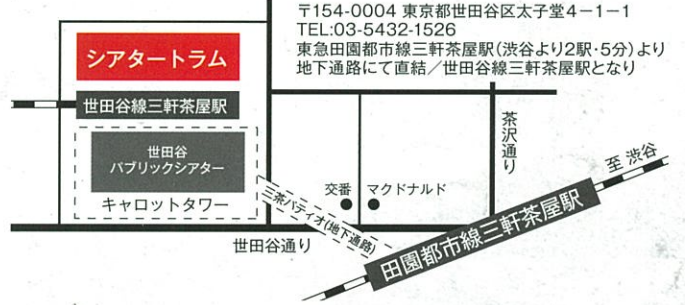 〒154-0004 東京都世田谷区太子堂4−1−1
TEL:03-5432-1526
東急田園都市線三軒茶屋駅(渋谷より2駅・5分)より
地下通路にて直結／世田谷線三軒茶屋駅となり
シアタートラム
世田谷線三軒茶屋駅
世田谷
パブリックシアター
キャロットタワー
三茶パティオ(地下通路)
世田谷通り
交番
マクドナルド
茶沢通り
至 渋谷
田園都市線三軒茶屋駅